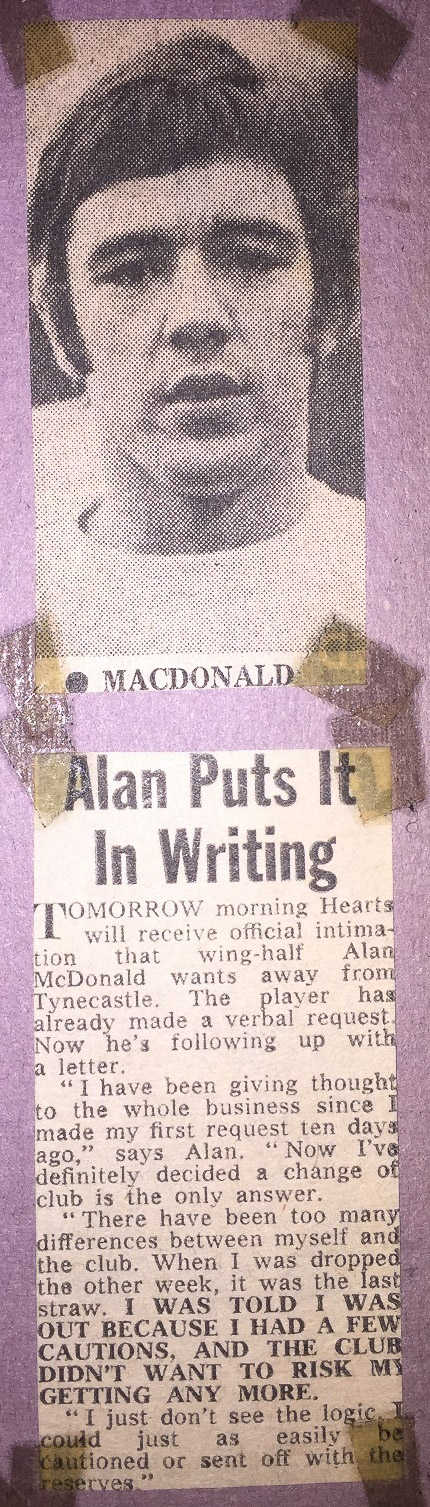 ● MACDONALD
Alan Puts It
In Writing
TOMORROW morning Hearts
will receive official intima-
tion that wing-half Alan
McDonald wants away from
Tynecastle. The player has
already made a verbal request.
Now he's following up with
a letter.
"I have been giving thought
to the whole business since I
made my first request ten days
ago," says Alan. "Now I've
definitely decided a change of
club is the only answer.
"There have been too many
differences between myself and
the club. When I was dropped
the other week, it was the last
straw. I WAS TOLD I WAS
OUT BECAUSE I HAD A FEW
CAUTIONS, AND THE CLUB
DIDN'T WANT TO RISK MY
GETTING ANY MORE.
"I just don't see the logic. I
could just as easily be
cautioned or sent off with the
reserves."